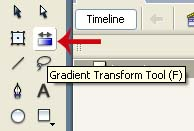 Timeline
Gradient Transform Tool (F)
A